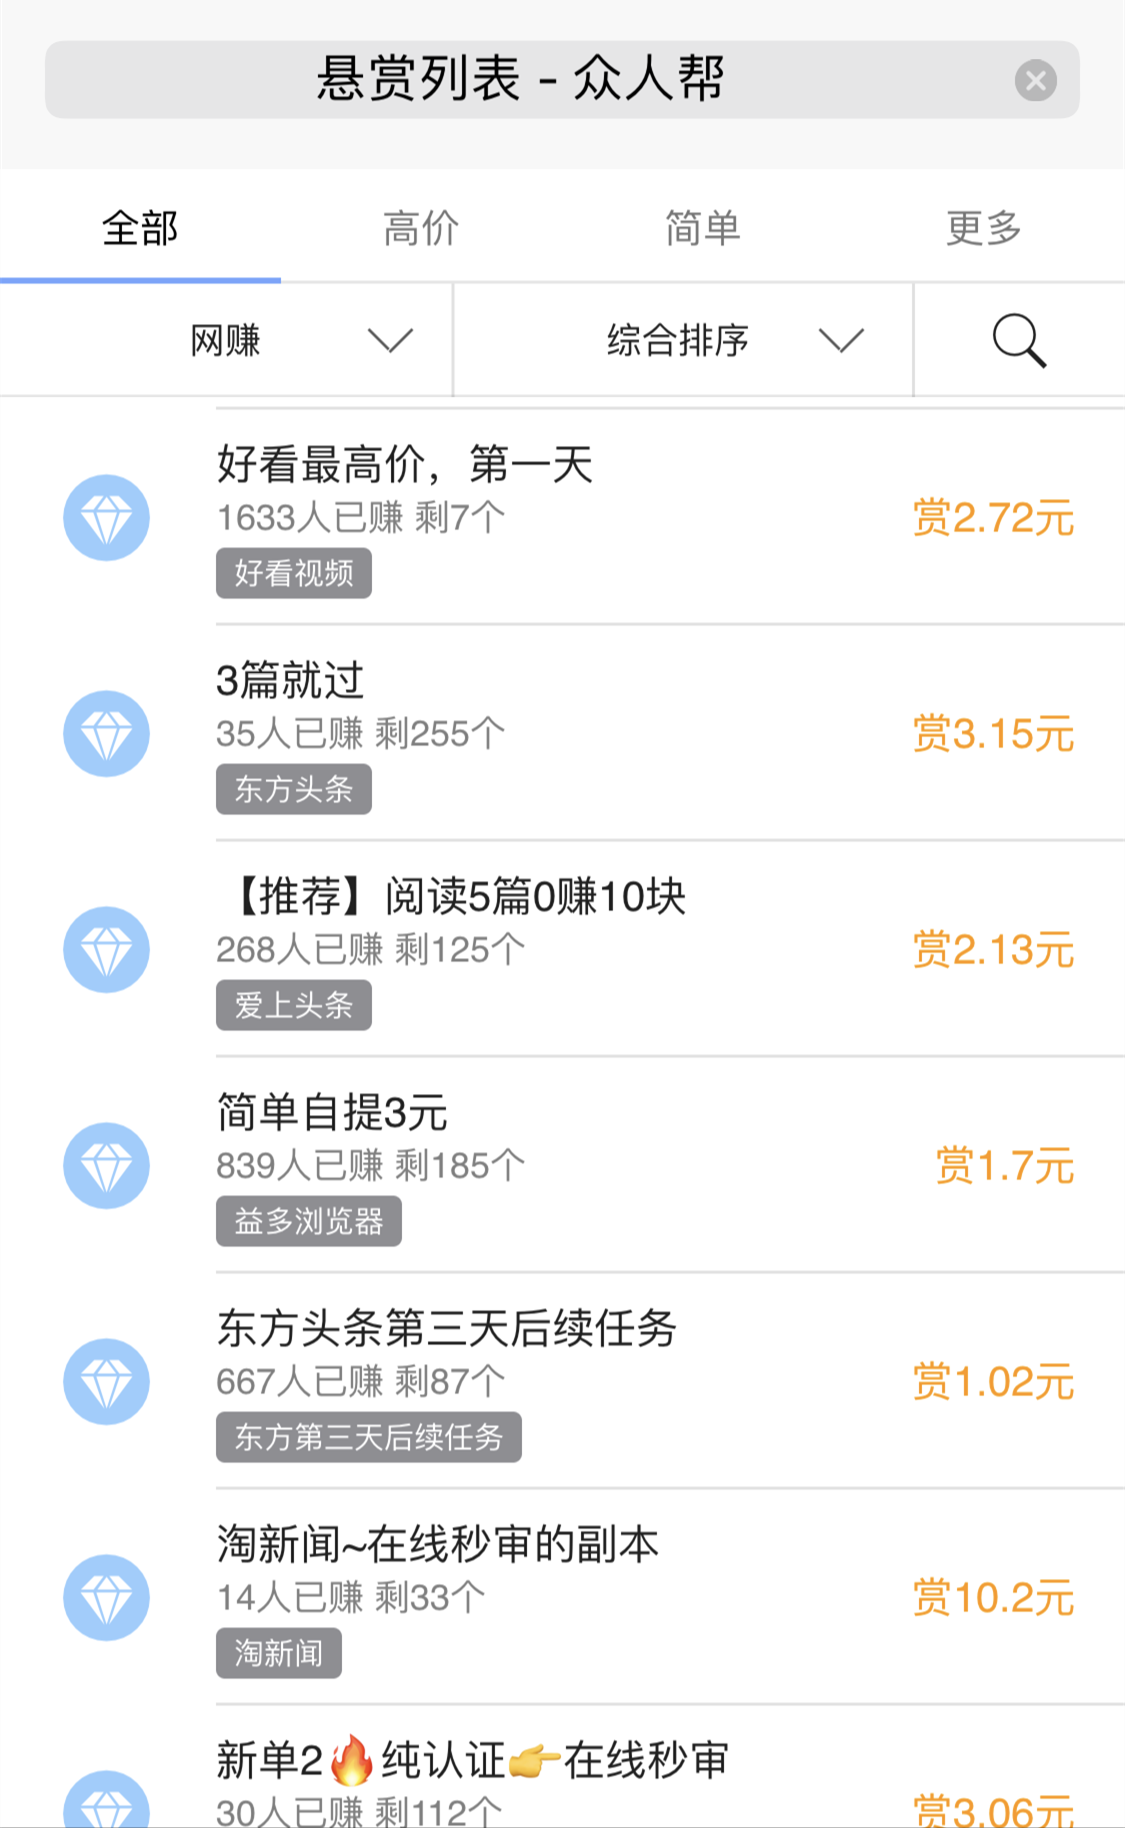 悬赏列表 - 众人帮
全部 高价 简单 更多
网赚 综合排序
好看最高价，第一天
1633人已赚 剩7个
赏2.72元
好看视频
3篇就过
35人已赚 剩255个
赏3.15元
东方头条
【推荐】阅读5篇0赚10块
268人已赚 剩125个
赏2.13元
爱上头条
简单自提3元
839人已赚 剩185个
赏1.7元
益多浏览器
东方头条第三天后续任务
667人已赚 剩87个
赏1.02元
东方第三天后续任务
淘新闻~在线秒审的副本
14人已赚 剩33个
赏10.2元
淘新闻
新单2🔥纯认证👉在线秒审
30人已赚 剩112个
赏3.06元